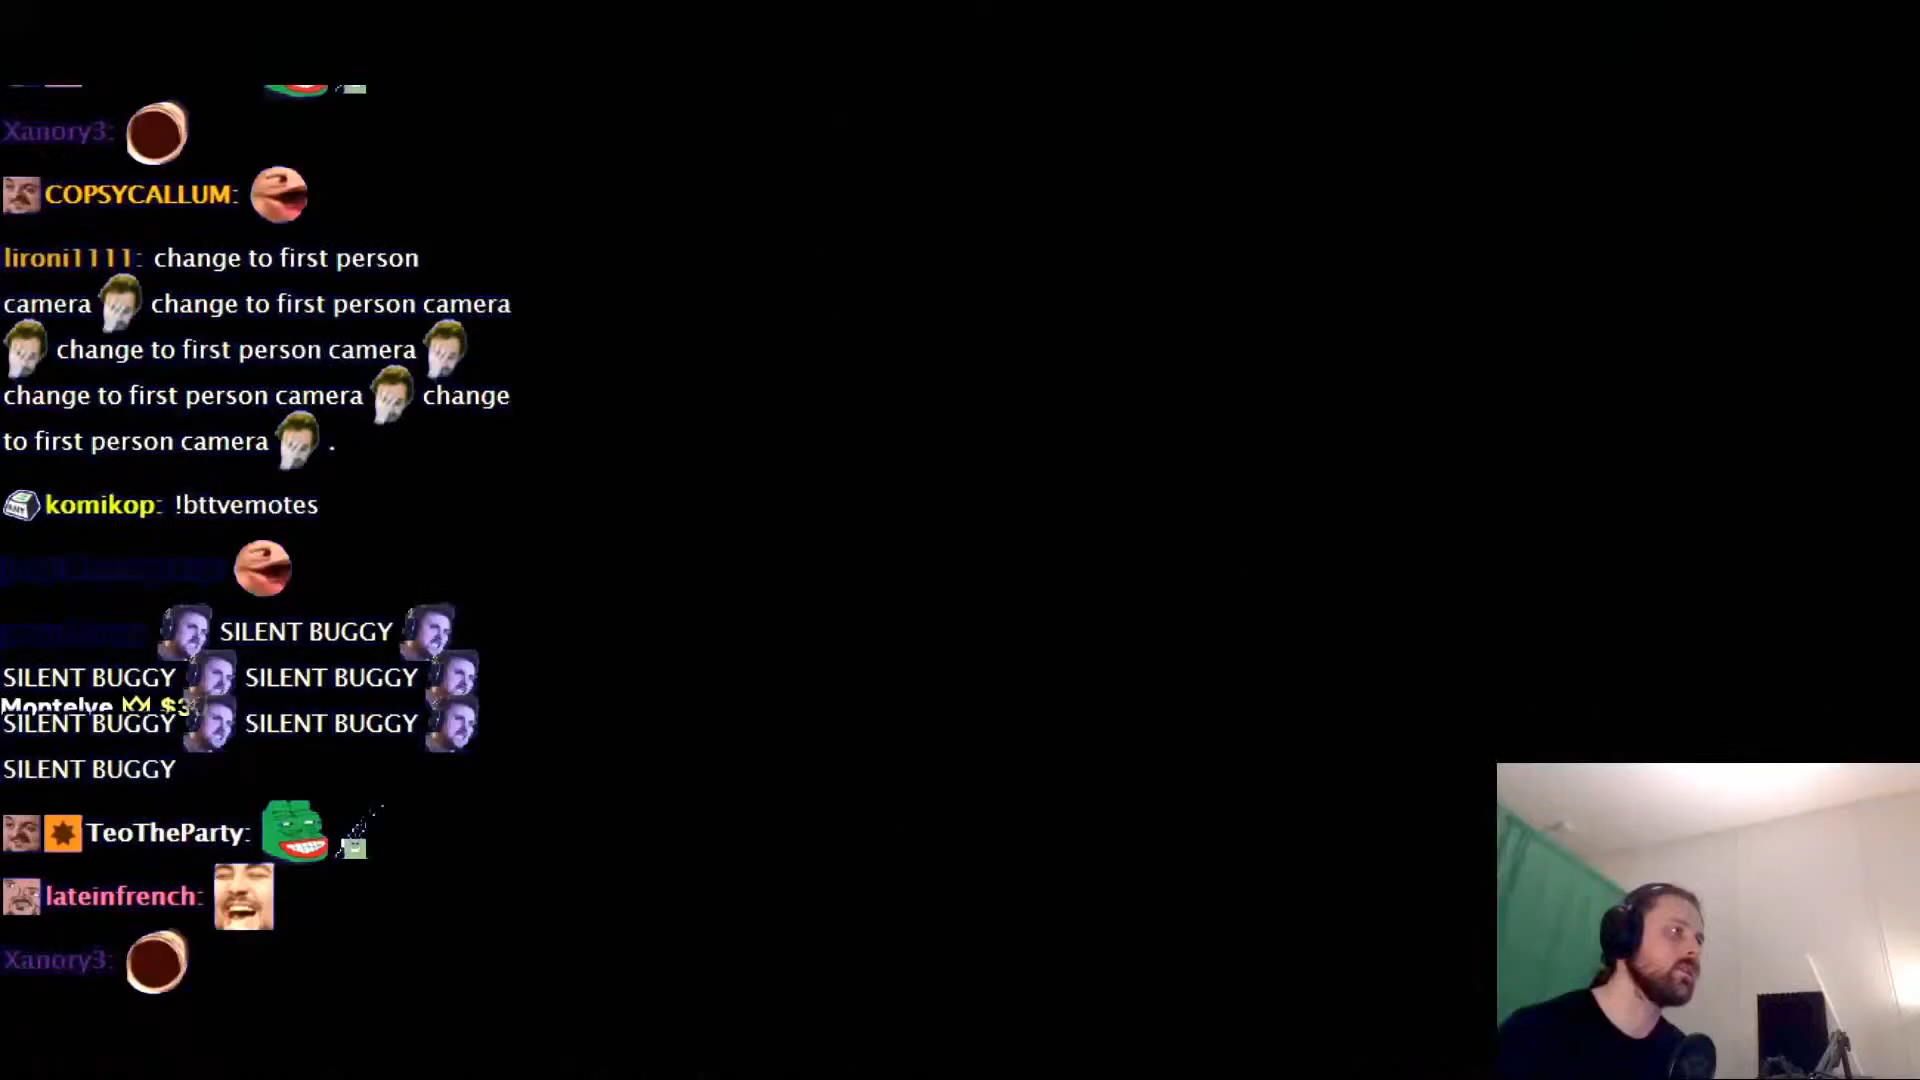 Xanory3:
COPSYCALLUM:
lironi1111: change to first person
camera change to first person camera
change to first person camera
change to first person camera change
to first person camera .
komikop: !bttvemotes
SILENT BUGGY
SILENT BUGGY SILENT BUGGY
Montelve $3
SILENT BUGGY SILENT BUGGY
SILENT BUGGY
TeoTheParty:
lateinfrench:
Xanory3: